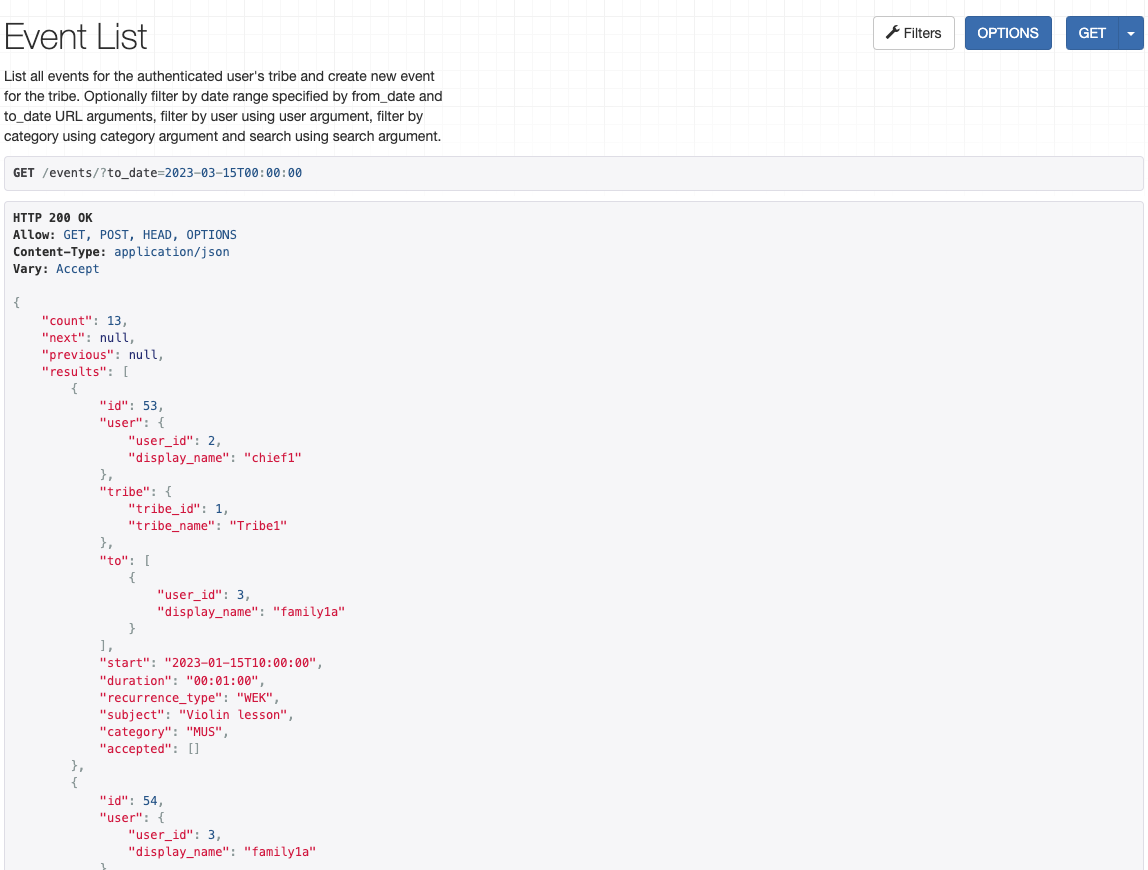 Event List
Filters
OPTIONS
GET
List all events for the authenticated user's tribe and create new event
for the tribe. Optionally filter by date range specified by from_date and
to_date URL arguments, filter by user using user argument, filter by
category using category argument and search using search argument.
GET /events/?to_date=2023-03-15T00:00:00
HTTP 200 OK
Allow: GET, POST, HEAD, OPTIONS
Content-Type: application/json
Vary: Accept
{
    "count": 13,
    "next": null,
    "previous": null,
    "results": [
        {
            "id": 53,
            "user": {
                "user_id": 2,
                "display_name": "chief1"
            },
            "tribe": {
                "tribe_id": 1,
                "tribe_name": "Tribe1"
            },
            "to": [
                {
                    "user_id": 3,
                    "display_name": "family1a"
                }
            ],
            "start": "2023-01-15T10:00:00",
            "duration": "00:01:00",
            "recurrence_type": "WEK",
            "subject": "Violin lesson",
            "category": "MUS",
            "accepted": []
        },
        {
            "id": 54,
            "user": {
                "user_id": 3,
                "display_name": "family1a"
            }